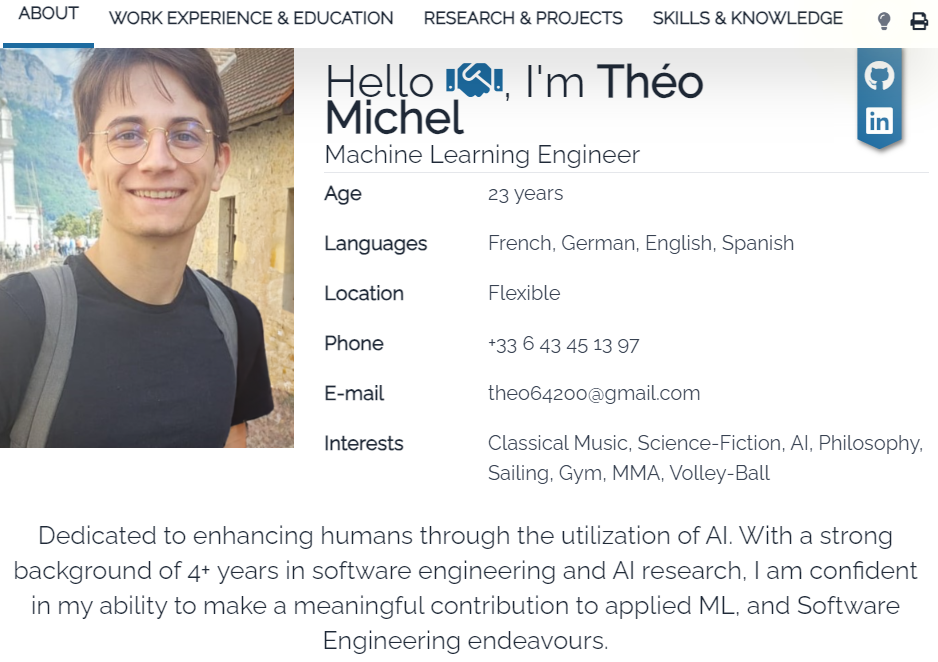 ABOUT WORK EXPERIENCE & EDUCATION RESEARCH & PROJECTS SKILLS & KNOWLEDGE
Hello , I'm Théo
Michel
in
Machine Learning Engineer
Age 23 years
Languages French, German, English, Spanish
Location Flexible
Phone +33 6 43 45 13 97
E-mail theo64200@gmail.com
Interests Classical Music, Science-Fiction, AI, Philosophy,
Sailing, Gym, MMA, Volley-Ball
Dedicated to enhancing humans through the utilization of AI. With a strong
background of 4+ years in software engineering and AI research, I am confident
in my ability to make a meaningful contribution to applied ML, and Software
Engineering endeavours.